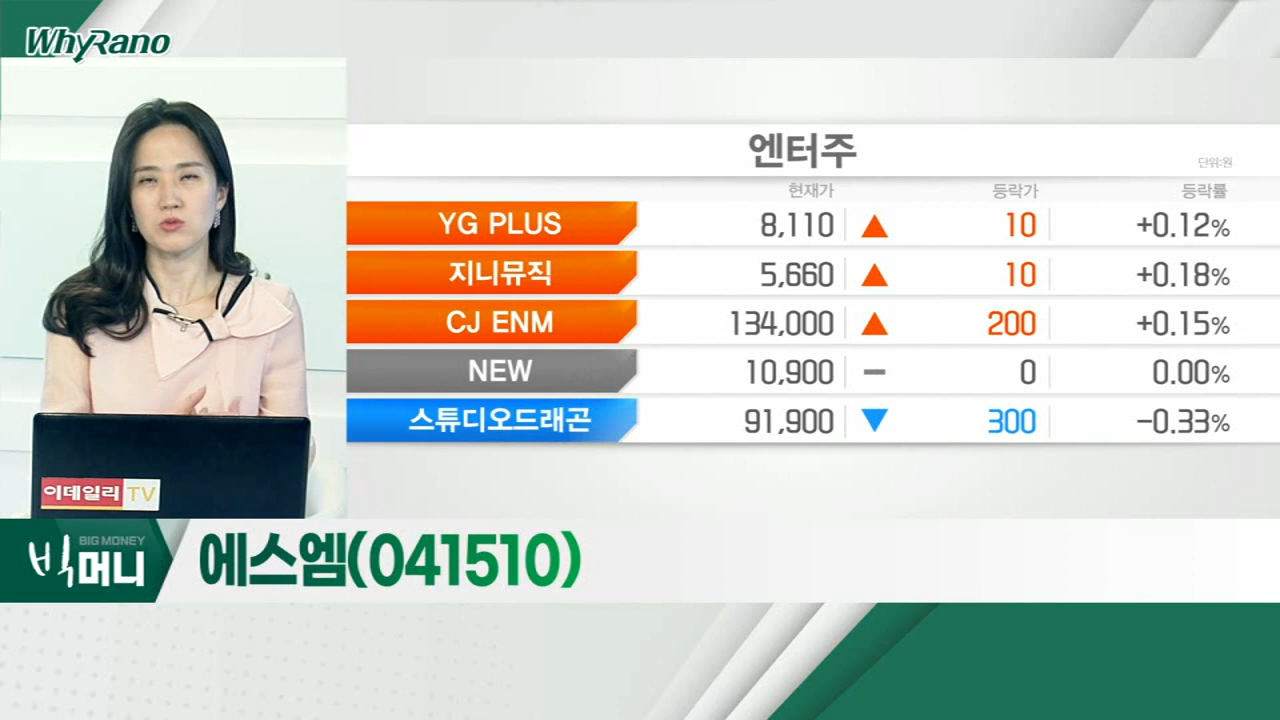 WhyRano
엔터주
단위:원
현재가 등락가 등락률
YG PLUS 8,110 ▲ 10 +0.12%
지니뮤직 5,660 ▲ 10 +0.18%
CJ ENM 134,000 ▲ 200 +0.15%
NEW 10,900 - 0 0.00%
스튜디오드래곤 91,900 ▼ 300 -0.33%
이데일리 TV
BIG MONEY
빅머니
에스엠(041510)